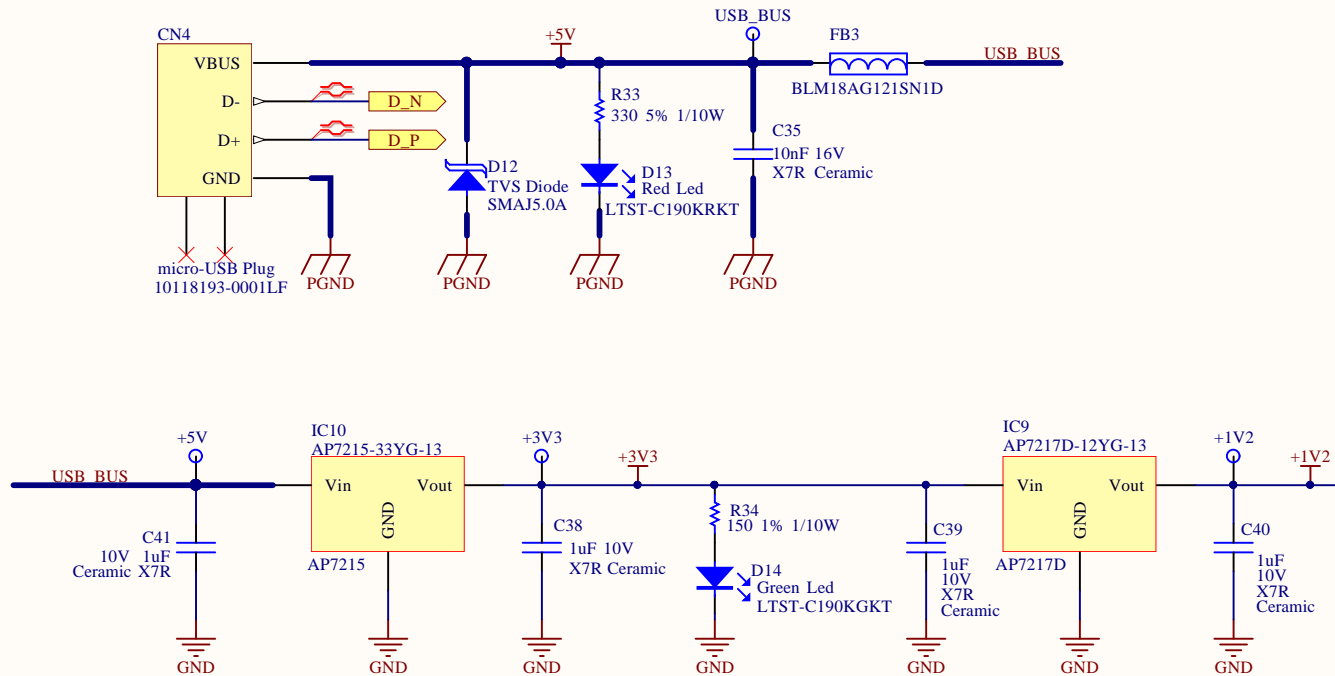 USB_BUS
CN4
+5V
FB3
VBUS
USB_BUS
BLM18AG121SN1D
D-
D_N
R33
330 5% 1/10W
D+
D_P
C35
10nF 16V
X7R Ceramic
GND
D12
TVS Diode
SMAJ5.0A
D13
Red Led
LTST-C190KRKT
micro-USB Plug
10118193-0001LF
PGND
PGND
PGND
PGND
+5V
IC10
AP7215-33YG-13
+3V3
+3V3
IC9
AP7217D-12YG-13
+1V2
+1V2
USB_BUS
Vin
Vout
GND
Vin
Vout
GND
C41
10V 1uF
Ceramic X7R
AP7215
C38
1uF 10V
X7R Ceramic
R34
150 1% 1/10W
D14
Green Led
LTST-C190KGKT
C39
1uF
10V
X7R
Ceramic
AP7217D
C40
1uF
10V
X7R
Ceramic
GND
GND
GND
GND
GND
GND
GND